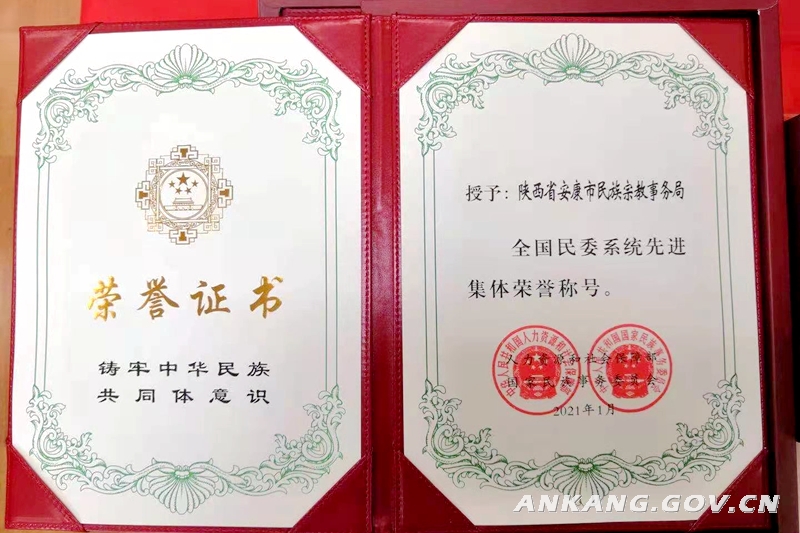 荣誉证书
铸牢中华民族
共同体意识
授予：陕西省安康市民族宗教事务局
全国民委系统先进
集体荣誉称号。
人力资源和社会保障部
国家民族事务委员会
2021年1月
ANKANG.GOV.CN